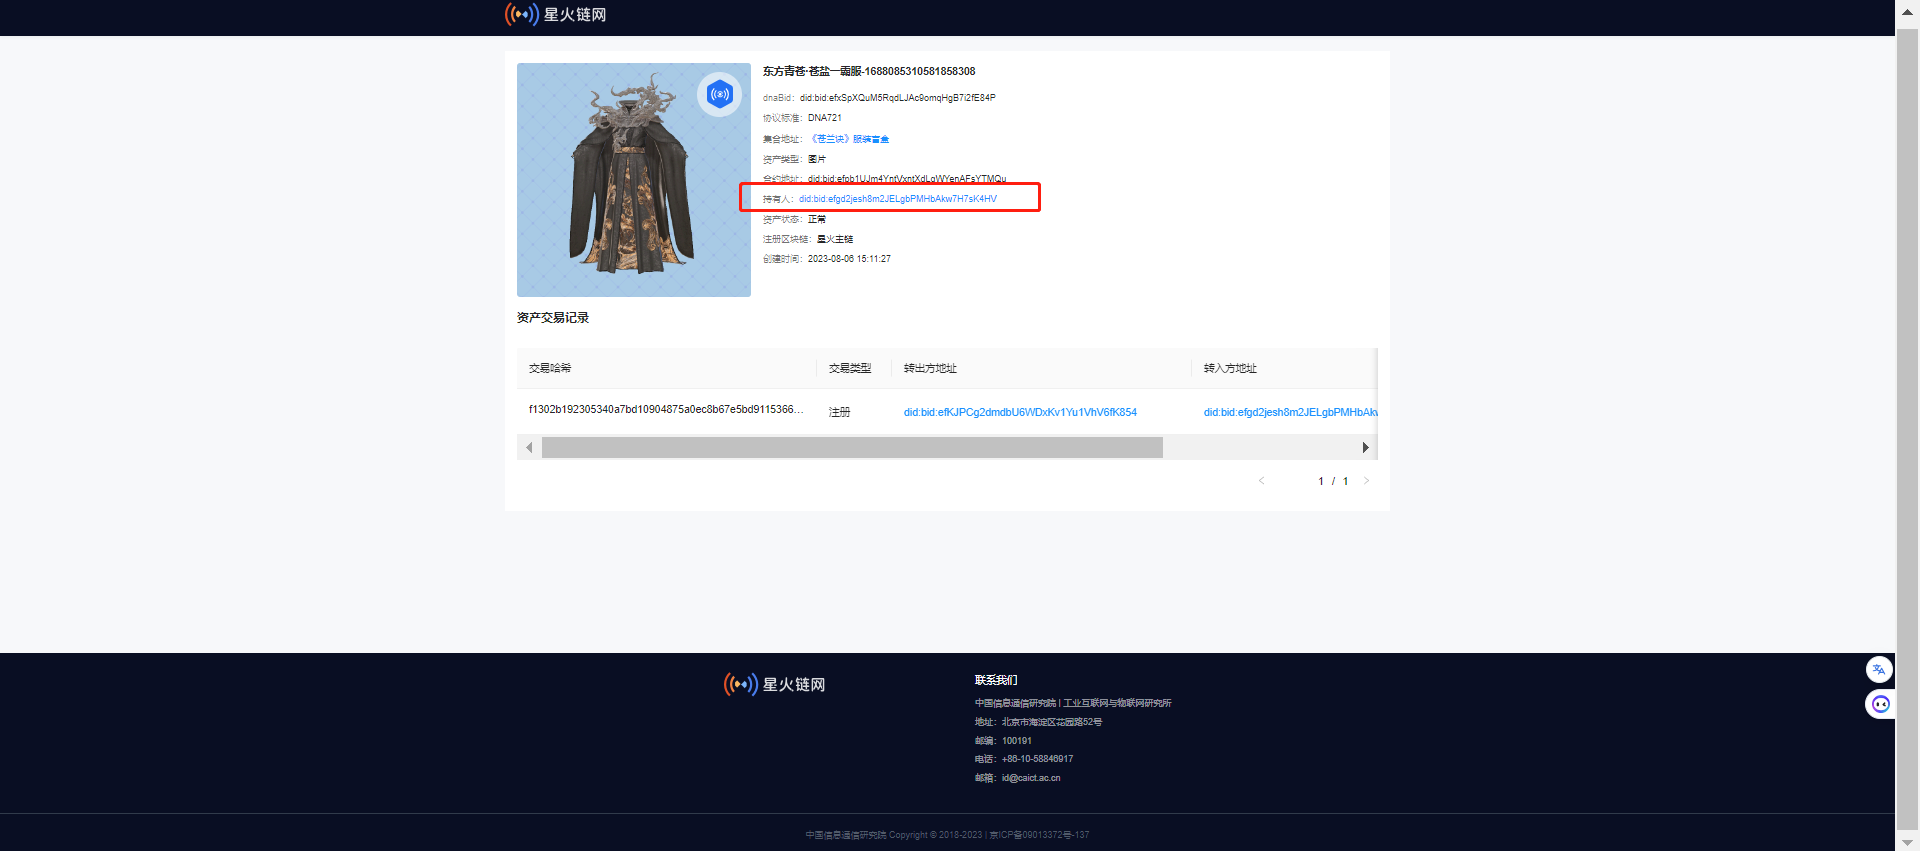 星火链网
东方青苍·苍盐一霸服-1688085310581858308
dnaBid: did:bid:efxSpXQuM5RqdLJAc9omqHgB7i2fE84P
协议标准: DNA721
集合地址: 《苍兰诀》服装盲盒
资产类型: 图片
合约地址: did:bid:efpb1UJm4YntVxntXdLqWYenAFsYTMQu
持有人: did:bid:efgd2jesh8m2JELgbPMHbAkw7H7sK4HV
资产状态: 正常
注册区块链: 星火主链
创建时间: 2023-08-06 15:11:27
资产交易记录
交易哈希 交易类型 转出方地址 转入方地址
f1302b192305340a7bd10904875a0ec8b67e5bd9115366... 注册 did:bid:efKJPCg2dmdbU6WDxKv1Yu1VhV6fK854 did:bid:efgd2jesh8m2JELgbPMHbAkw
1 / 1
星火链网
联系我们
中国信息通信研究院 | 工业互联网与物联网研究所
地址: 北京市海淀区花园路52号
邮编: 100191
电话: +86-10-58846917
邮箱: id@caict.ac.cn
中国信息通信研究院 Copyright © 2018-2023 | 京ICP备09013372号-137